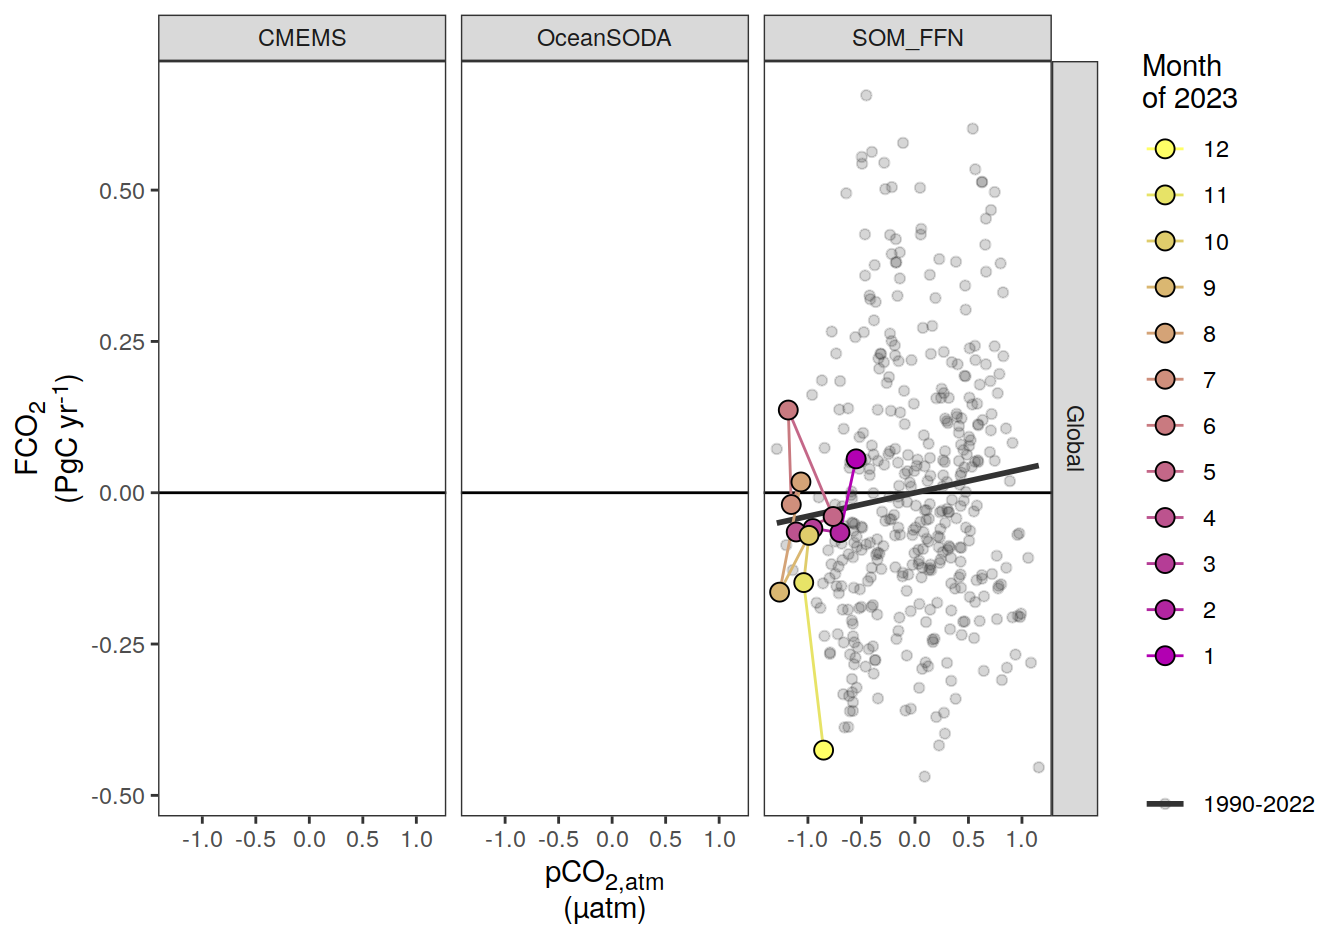 CMEMS
OceanSODA
SOM_FFN
Global
FCO2
(PgC yr-1)
0.50
0.25
0.00
-0.25
-0.50
-1.0 -0.5 0.0 0.5 1.0
-1.0 -0.5 0.0 0.5 1.0
-1.0 -0.5 0.0 0.5 1.0
pCO2,atm
(µatm)
Month
of 2023
12
11
10
9
8
7
6
5
4
3
2
1
1990-2022